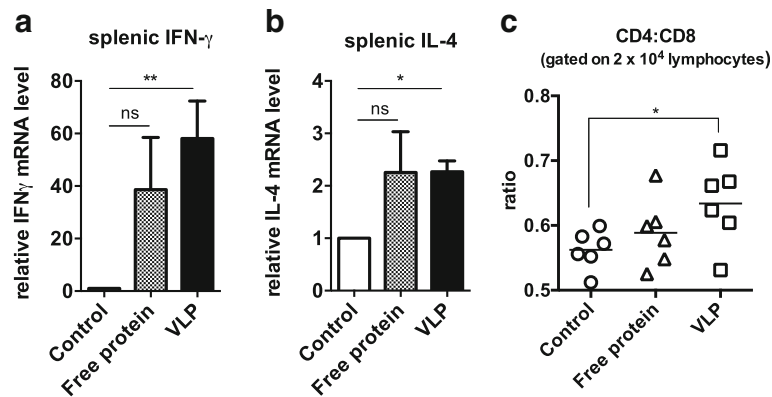 a
splenic IFN-γ
relative IFNγ mRNA level
80
60
40
20
0
**
ns
Control
Free protein
VLP
b
splenic IL-4
relative IL-4 mRNA level
4
3
2
1
0
*
ns
Control
Free protein
VLP
c
CD4:CD8
(gated on 2 x 10⁴ lymphocytes)
ratio
0.8
0.7
0.6
0.5
*
Control
Free protein
VLP